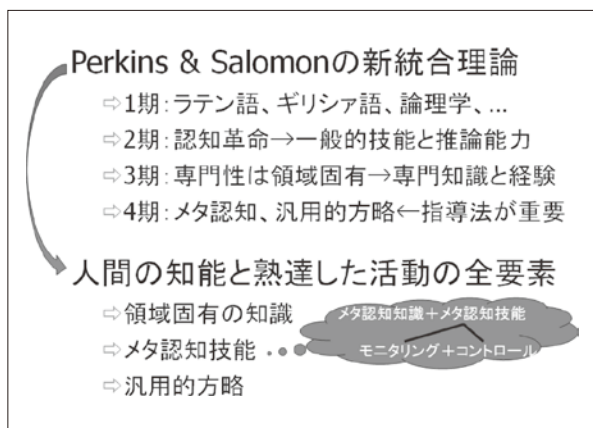 Perkins & Salomonの新統合理論
⇨1期：ラテン語、ギリシァ語、論理学、...
⇨2期：認知革命→一般的技能と推論能力
⇨3期：専門性は領域固有→専門知識と経験
⇨4期：メタ認知、汎用的方略←指導法が重要
人間の知能と熟達した活動の全要素
⇨領域固有の知識
メタ認知知識＋メタ認知技能
⇨メタ認知技能
モニタリング＋コントロール
⇨汎用的方略